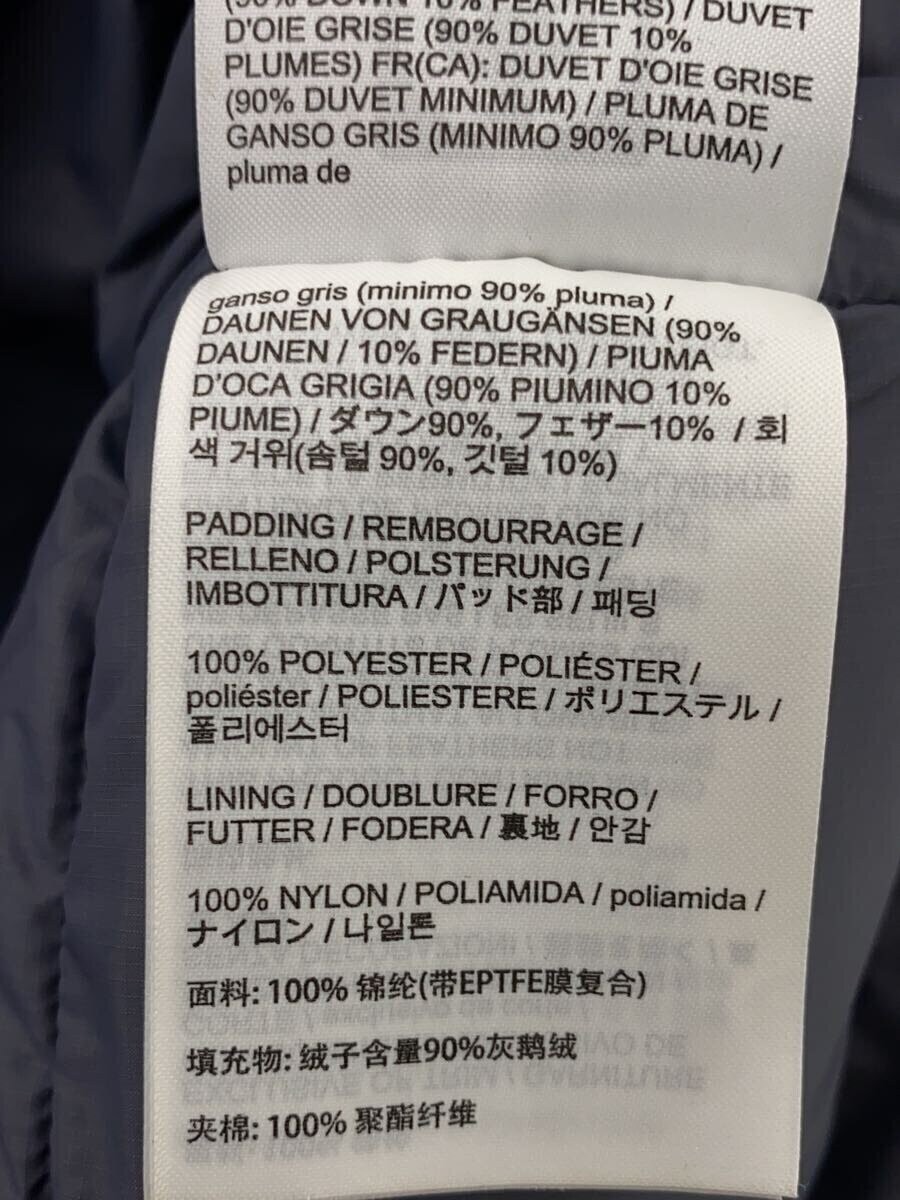 (90% DOWN 10% FEATHERS) / DUVET
D'OIE GRISE (90% DUVET 10%
PLUMES) FR(CA): DUVET D'OIE GRISE
(90% DUVET MINIMUM) / PLUMA DE
GANSO GRIS (MINIMO 90% PLUMA) /
pluma de
ganso gris (minimo 90% pluma) /
DAUNEN VON GRAUGÄNSEN (90%
DAUNEN / 10% FEDERN) / PIUMA
D'OCA GRIGIA (90% PIUMINO 10%
PIUME) / ダウン90%, フェザー10% / 회
색 거위(솜털 90%, 깃털 10%)
PADDING / REMBOURRAGE /
RELLENO / POLSTERUNG /
IMBOTTITURA / パッド部 / 패딩
100% POLYESTER / POLIÉSTER /
poliéster / POLIESTERE / ポリエステル /
폴리에스터
LINING / DOUBLURE / FORRO /
FUTTER / FODERA / 裏地 / 안감
100% NYLON / POLIAMIDA / poliamida /
ナイロン / 나일론
面料: 100% 锦纶(带EPTFE膜复合)
填充物: 绒子含量90%灰鹅绒
夹棉: 100% 聚酯纤维